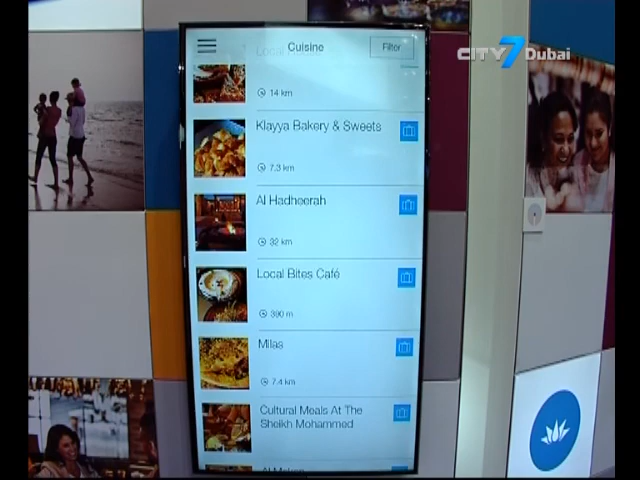 CITY 7 Dubai
Cuisine
Filter
Local
14 km
Klayya Bakery & Sweets
7.3 km
Al Hadheerah
32 km
Local Bites Café
390 m
Milas
7.4 km
Cultural Meals At The
Sheikh Mohammed